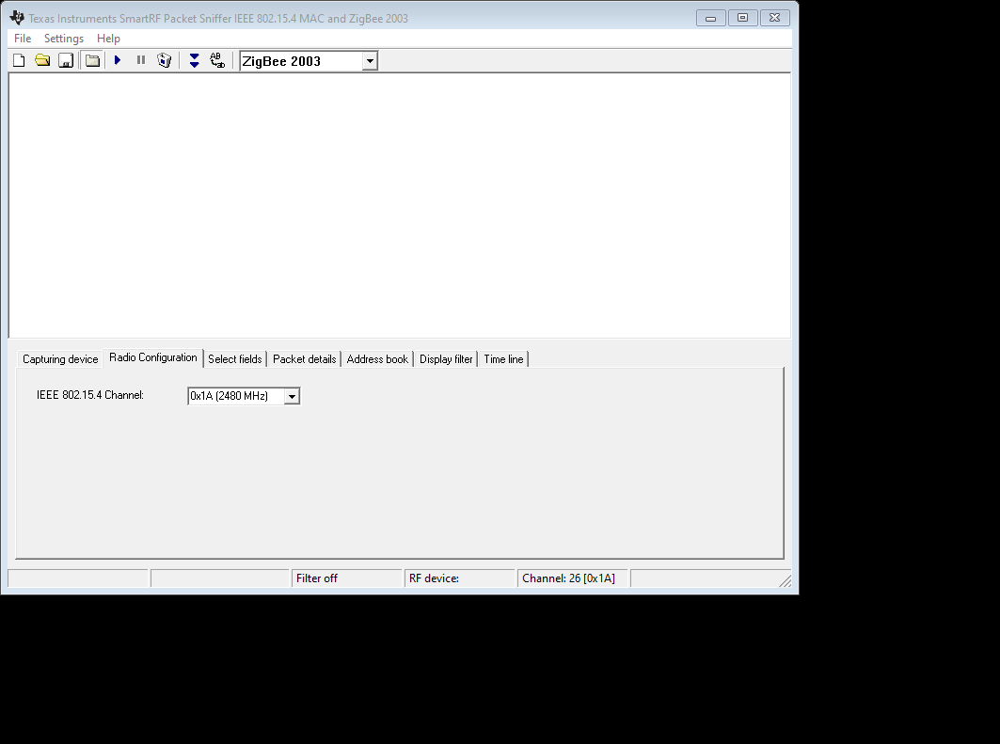 Texas Instruments SmartRF Packet Sniffer IEEE 802.15.4 MAC and ZigBee 2003
File Settings Help
AB
ZigBee 2003
Capturing device Radio Configuration Select fields Packet details Address book Display filter Time line
IEEE 802.15.4 Channel: 0x1A (2480 MHz)
Filter off RF device: Channel: 26 [0x1A]